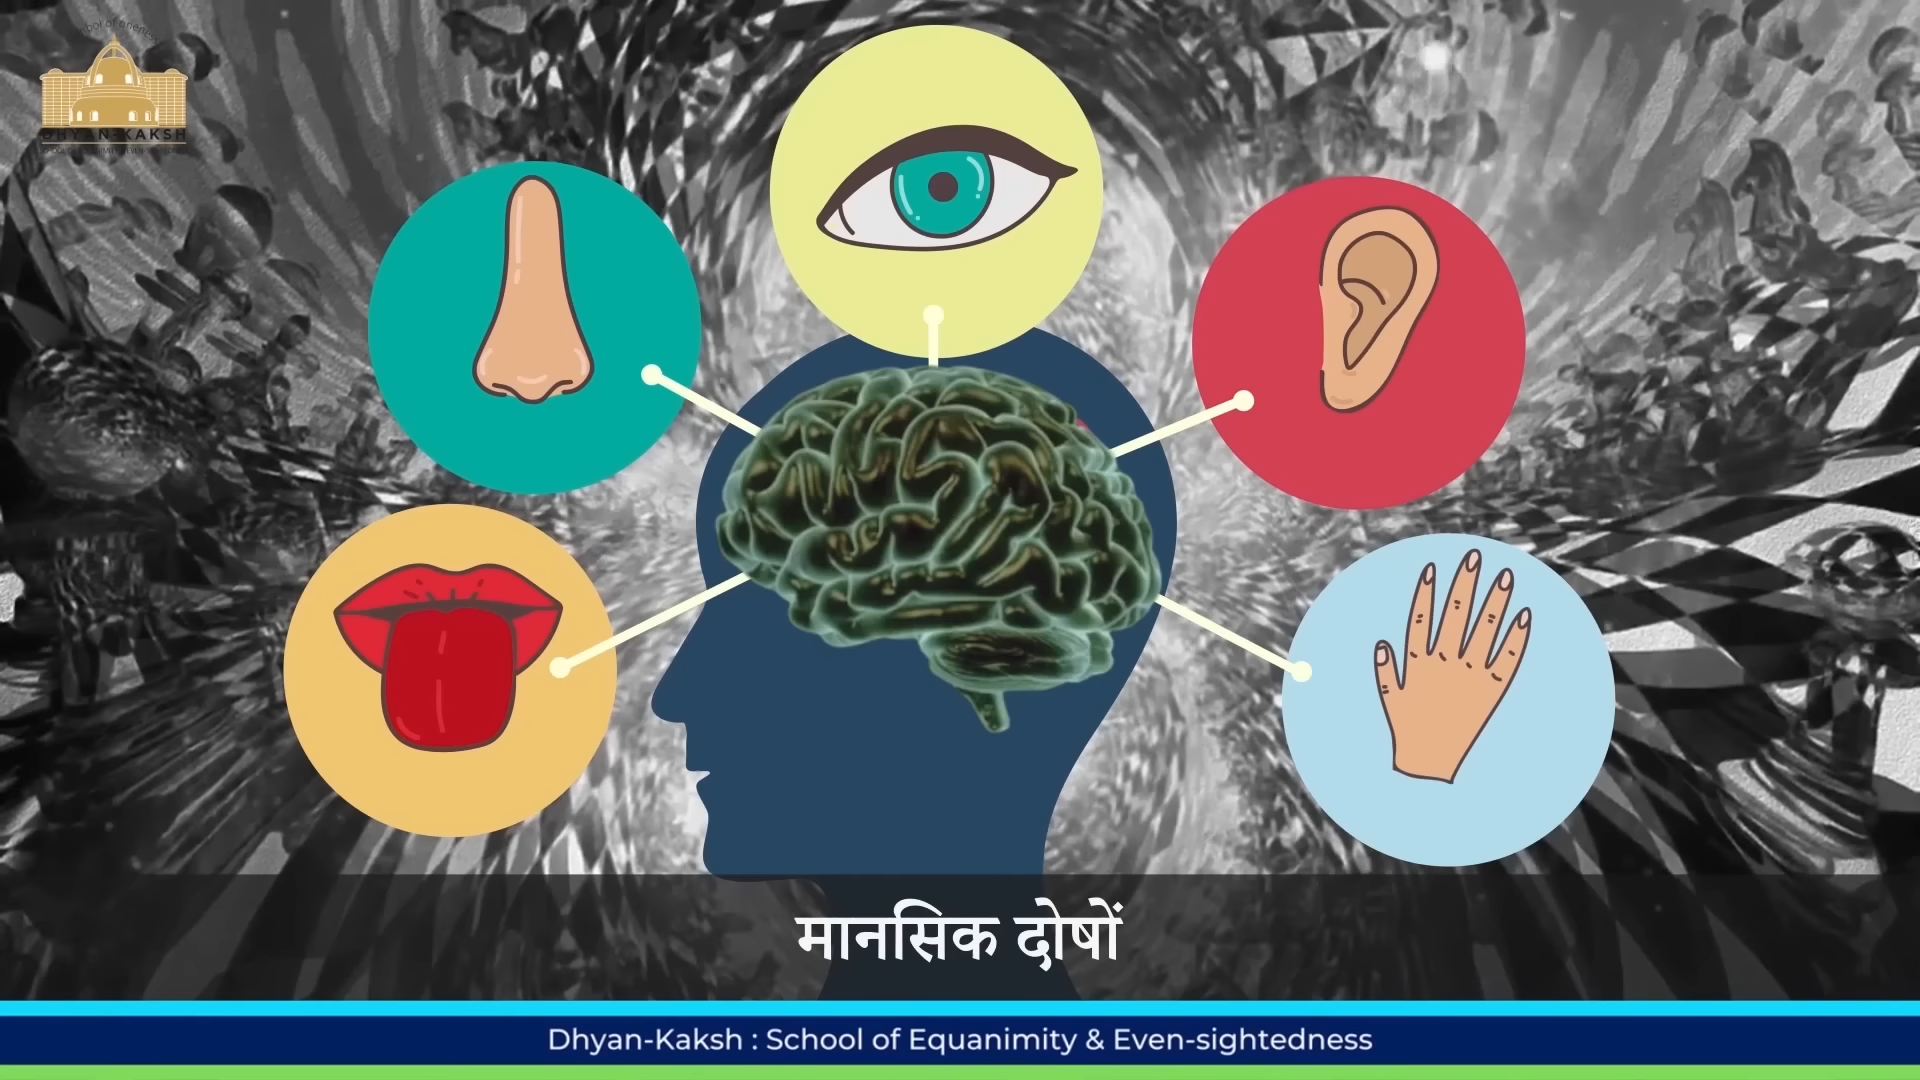 DHYAN-KAKSH
मानसिक दोषों
Dhyan-Kaksh : School of Equanimity & Even-sightedness